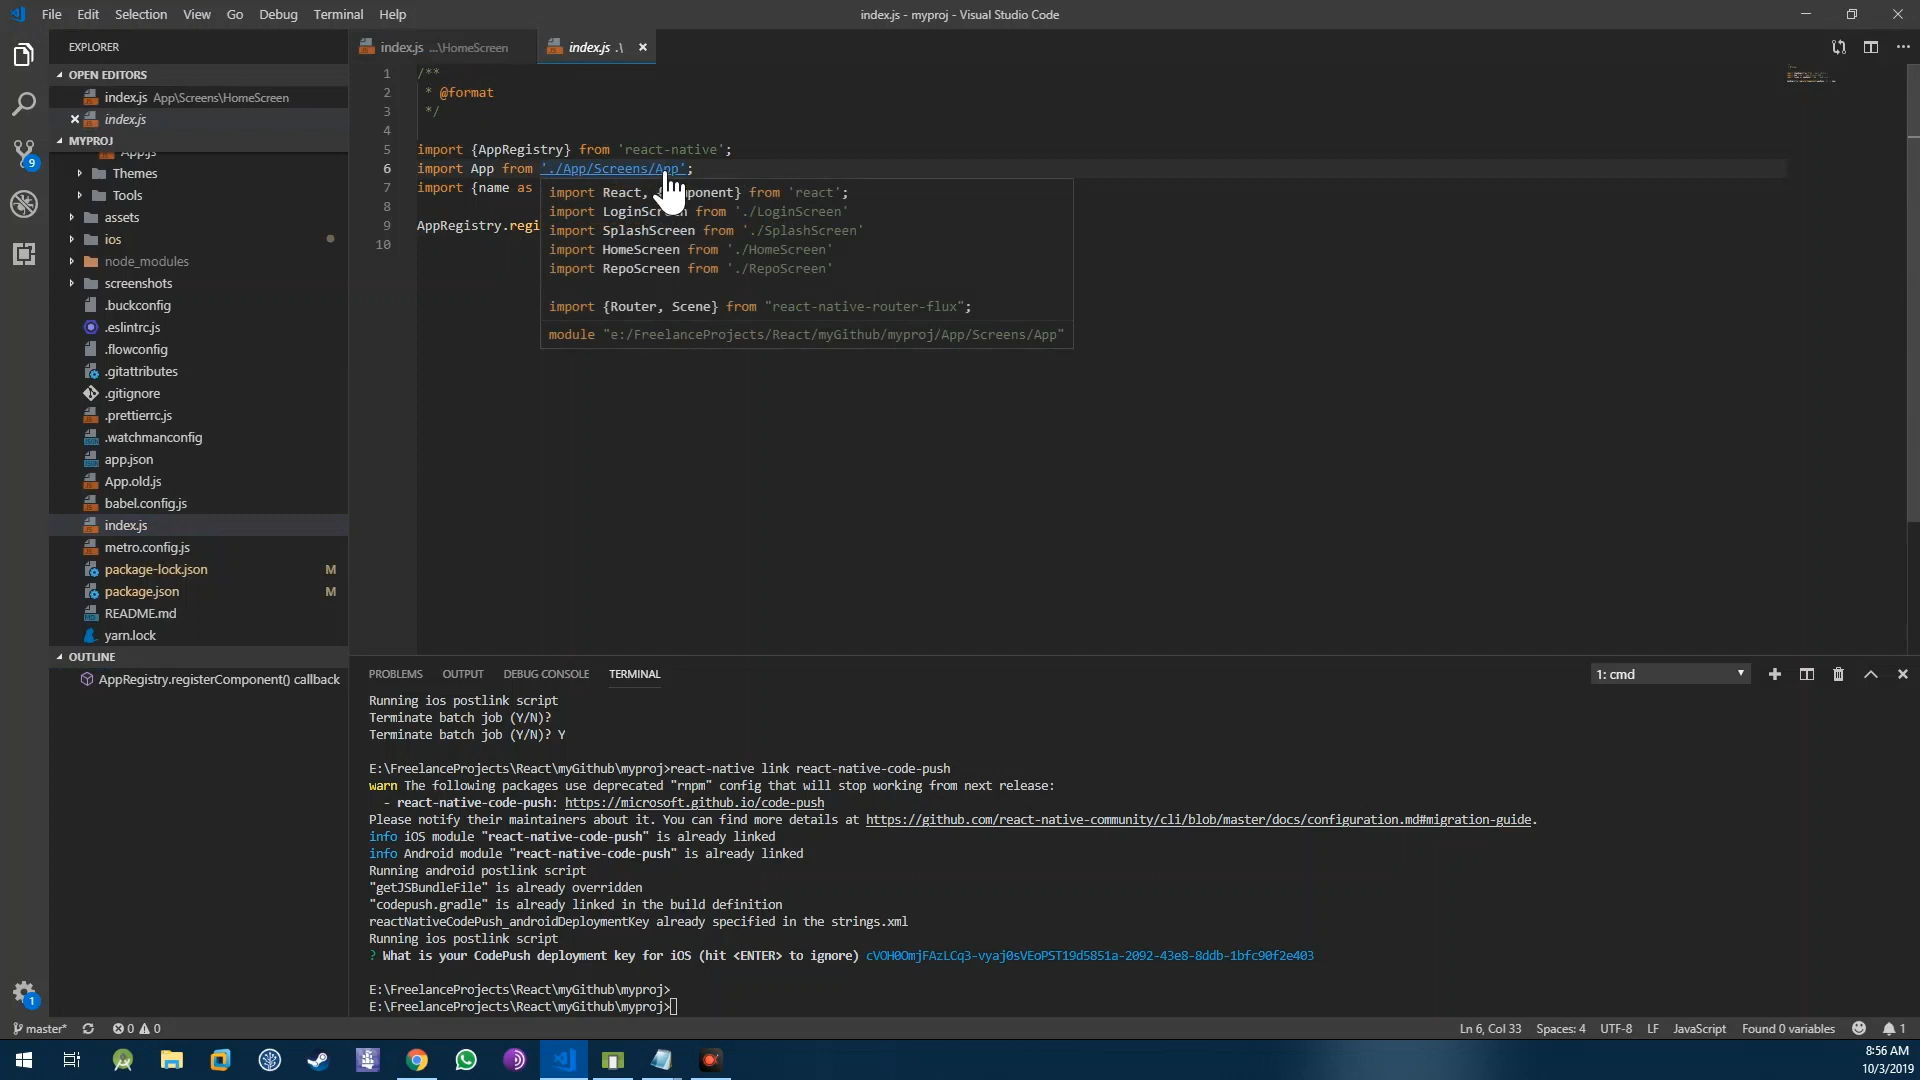 File Edit Selection View Go Debug Terminal Help
index.js - myproj - Visual Studio Code
EXPLORER
OPEN EDITORS
index.js App\Screens\HomeScreen
index.js
MYPROJ
App.js
Themes
Tools
assets
ios
node_modules
screenshots
.buckconfig
.eslintrc.js
.flowconfig
.gitattributes
.gitignore
.prettierrc.js
.watchmanconfig
app.json
App.old.js
babel.config.js
index.js
metro.config.js
package-lock.json M
package.json M
README.md
yarn.lock
OUTLINE
AppRegistry.registerComponent() callback
9
1
index.js ...\HomeScreen
index.js .\
1 /**
2 * @format
3 */
4
5 import {AppRegistry} from 'react-native';
6 import App from './App/Screens/App';
7 import {name as
8
9 AppRegistry.regi
10
import React, {Component} from 'react';
import LoginScreen from './LoginScreen'
import SplashScreen from './SplashScreen'
import HomeScreen from './HomeScreen'
import RepoScreen from './RepoScreen'
import {Router, Scene} from "react-native-router-flux";
module "e:/FreelanceProjects/React/myGithub/myproj/App/Screens/App"
PROBLEMS OUTPUT DEBUG CONSOLE TERMINAL
1: cmd
Running ios postlink script
Terminate batch job (Y/N)?
Terminate batch job (Y/N)? Y
E:\FreelanceProjects\React\myGithub\myproj>react-native link react-native-code-push
warn The following packages use deprecated "rnpm" config that will stop working from next release:
- react-native-code-push: https://microsoft.github.io/code-push
Please notify their maintainers about it. You can find more details at https://github.com/react-native-community/cli/blob/master/docs/configuration.md#migration-guide.
info iOS module "react-native-code-push" is already linked
info Android module "react-native-code-push" is already linked
Running android postlink script
"getJSBundleFile" is already overridden
"codepush.gradle" is already linked in the build definition
reactNativeCodePush_androidDeploymentKey already specified in the strings.xml
Running ios postlink script
? What is your CodePush deployment key for iOS (hit <ENTER> to ignore) cVOH0OmjFAzLCq3-vyaj0sVEoPST19d5851a-2092-43e8-8ddb-1bfc90f2e403
E:\FreelanceProjects\React\myGithub\myproj>
E:\FreelanceProjects\React\myGithub\myproj>
master* 0 0
Ln 6, Col 33 Spaces: 4 UTF-8 LF JavaScript Found 0 variables 1
8:56 AM
10/3/2019